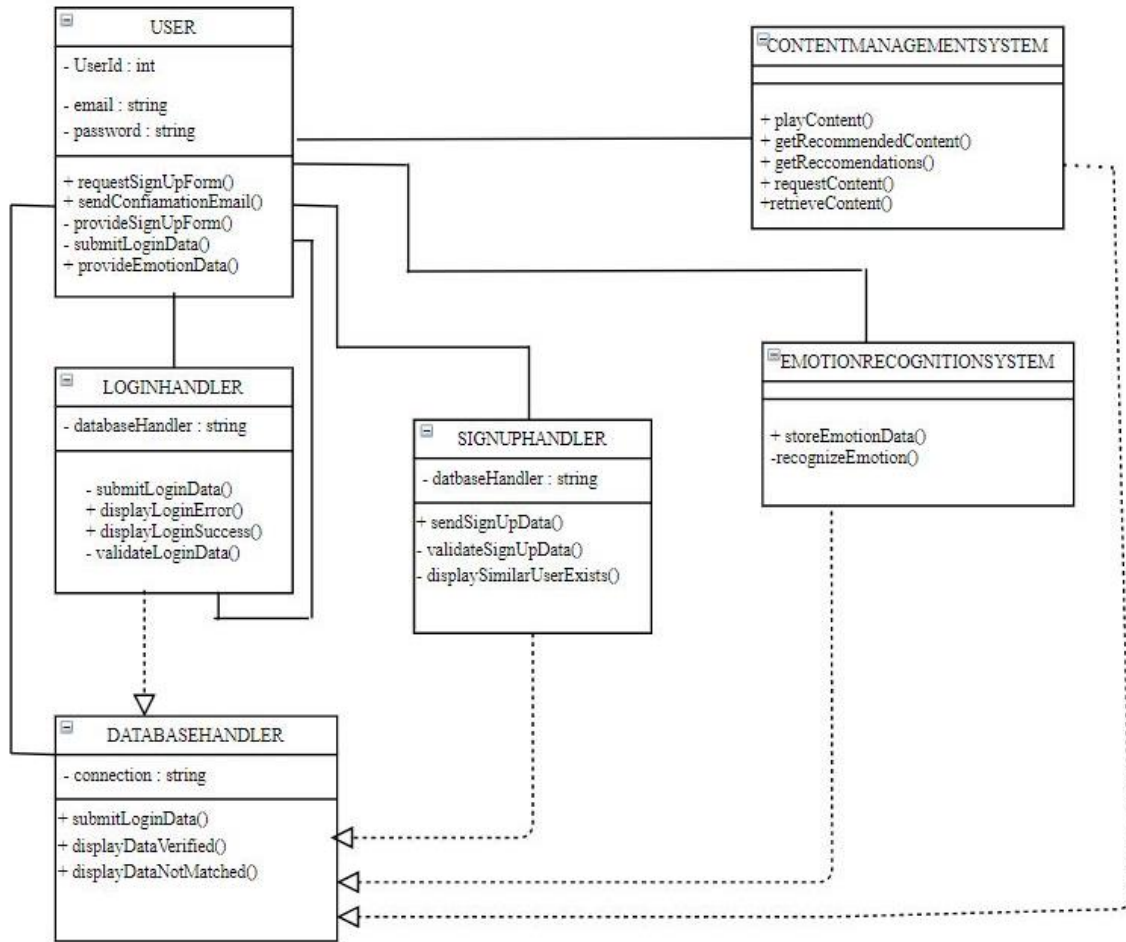 USER
- UserId : int
- email : string
- password : string
+ requestSignUpForm()
+ sendConfiamationEmail()
- provideSignUpForm()
- submitLoginData()
+ provideEmotionData()
CONTENTMANAGEMENTSYSTEM
+ playContent()
+ getRecommendedContent()
+ getReccomendations()
+ requestContent()
+retrieveContent()
LOGINHANDLER
- databaseHandler : string
- submitLoginData()
+ displayLoginError()
+ displayLoginSuccess()
- validateLoginData()
SIGNUPHANDLER
- datbaseHandler : string
+ sendSignUpData()
- validateSignUpData()
- displaySimilarUserExists()
EMOTIONRECOGNITIONSYSTEM
+ storeEmotionData()
-recognizeEmotion()
DATABASEHANDLER
- connection : string
+ submitLoginData()
+ displayDataVerified()
+ displayDataNotMatched()